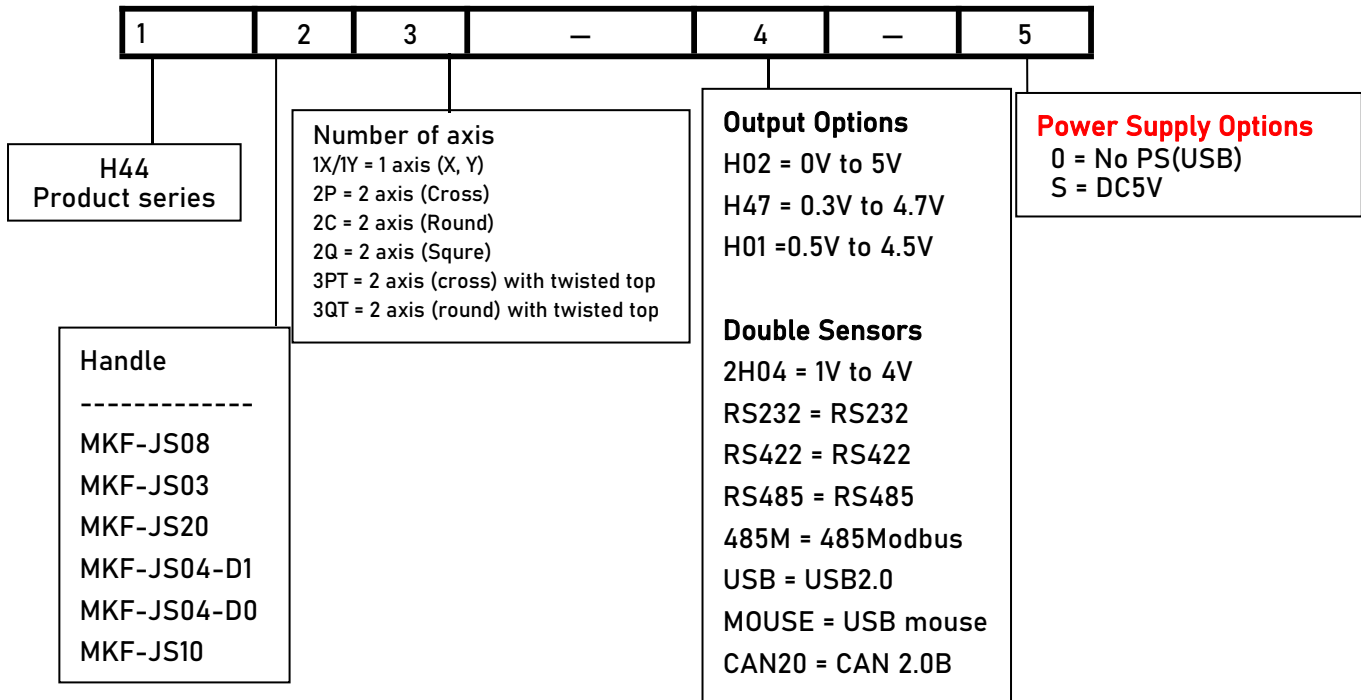 1 2 3 — 4 — 5
H44
Product series
Handle
-------------
MKF-JS08
MKF-JS03
MKF-JS20
MKF-JS04-D1
MKF-JS04-D0
MKF-JS10
Number of axis
1X/1Y = 1 axis (X, Y)
2P = 2 axis (Cross)
2C = 2 axis (Round)
2Q = 2 axis (Squre)
3PT = 2 axis (cross) with twisted top
3QT = 2 axis (round) with twisted top
Output Options
H02 = 0V to 5V
H47 = 0.3V to 4.7V
H01 =0.5V to 4.5V
Double Sensors
2H04 = 1V to 4V
RS232 = RS232
RS422 = RS422
RS485 = RS485
485M = 485Modbus
USB = USB2.0
MOUSE = USB mouse
CAN20 = CAN 2.0B
Power Supply Options
0 = No PS(USB)
S = DC5V